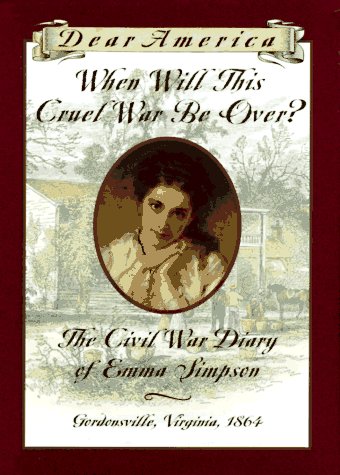 Dear America
When Will This
Cruel War Be Over?
The Civil War Diary
of Emma Simpson
Gordonsville, Virginia, 1864